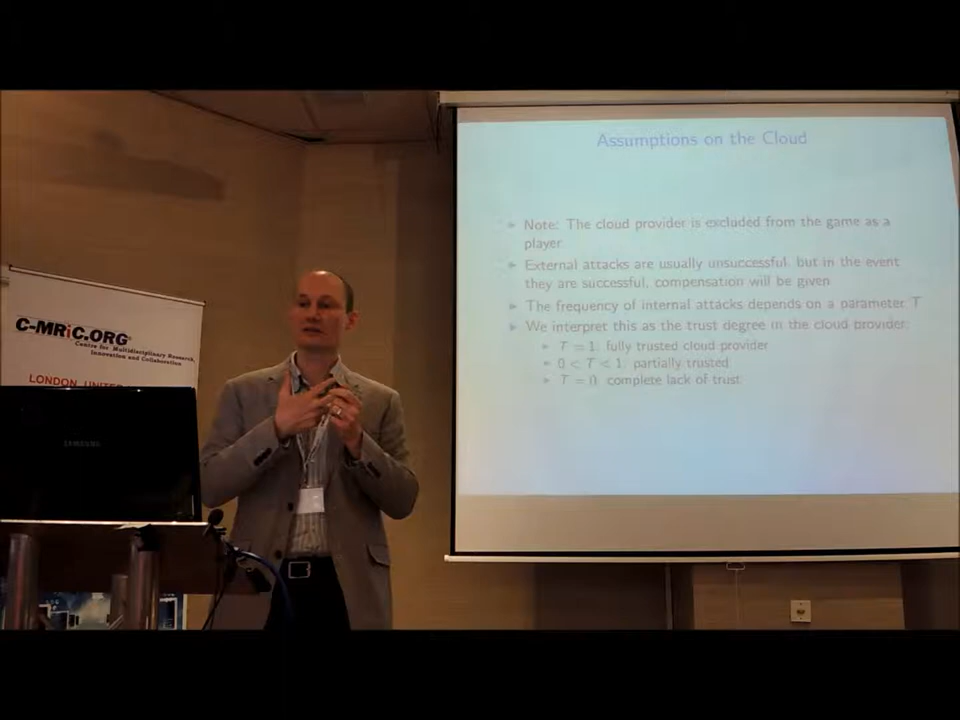 C-MRiC.ORG
Centre for Multidisciplinary Research,
Innovation and Collaboration
LONDON
SAMSUNG
Assumptions on the Cloud
Note: The cloud provider is excluded from the game as a
player
External attacks are usually unsuccessful, but in the event
they are successful, compensation will be given
The frequency of internal attacks depends on a parameter T
We interpret this as the trust degree in the cloud provider:
T = 1: fully trusted cloud provider
0 < T < 1: partially trusted
T = 0: complete lack of trust